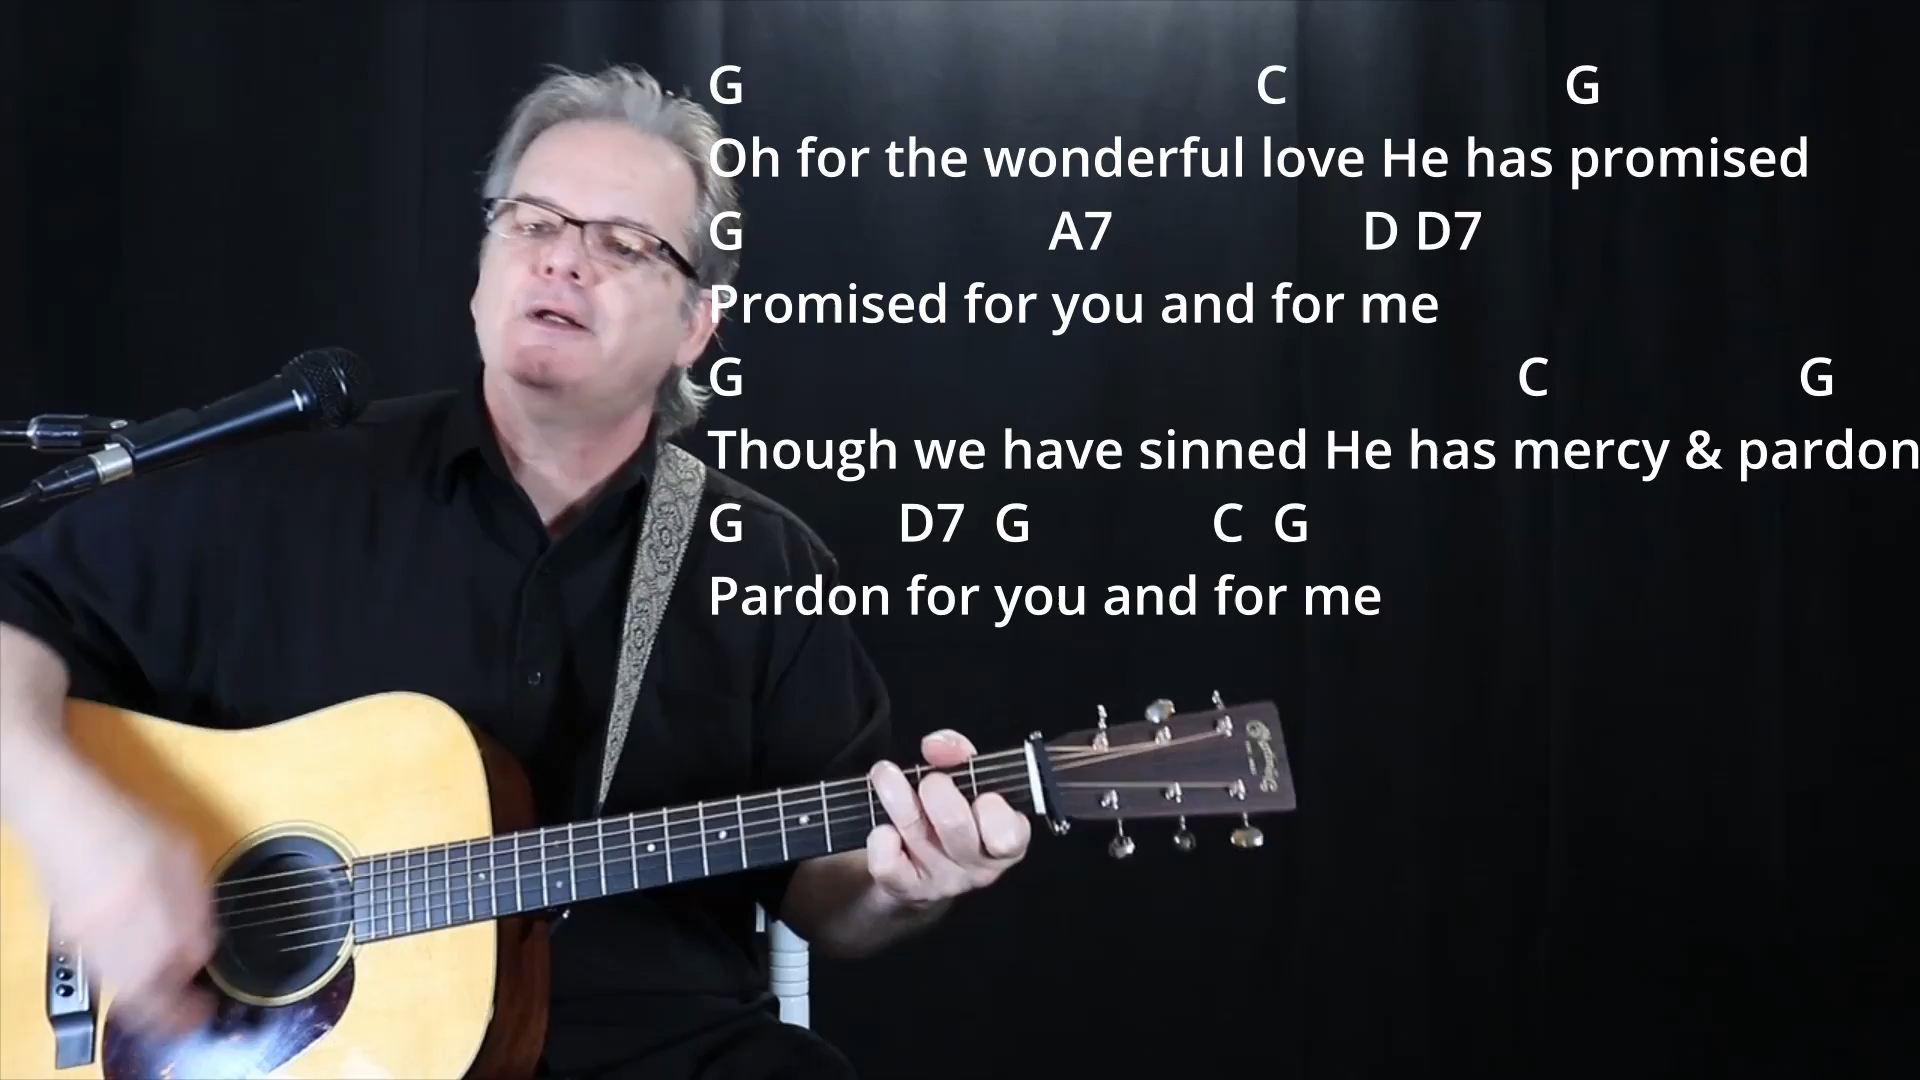 G C G
Oh for the wonderful love He has promised
G A7 D D7
Promised for you and for me
G C G
Though we have sinned He has mercy & pardon
G D7 G C G
Pardon for you and for me